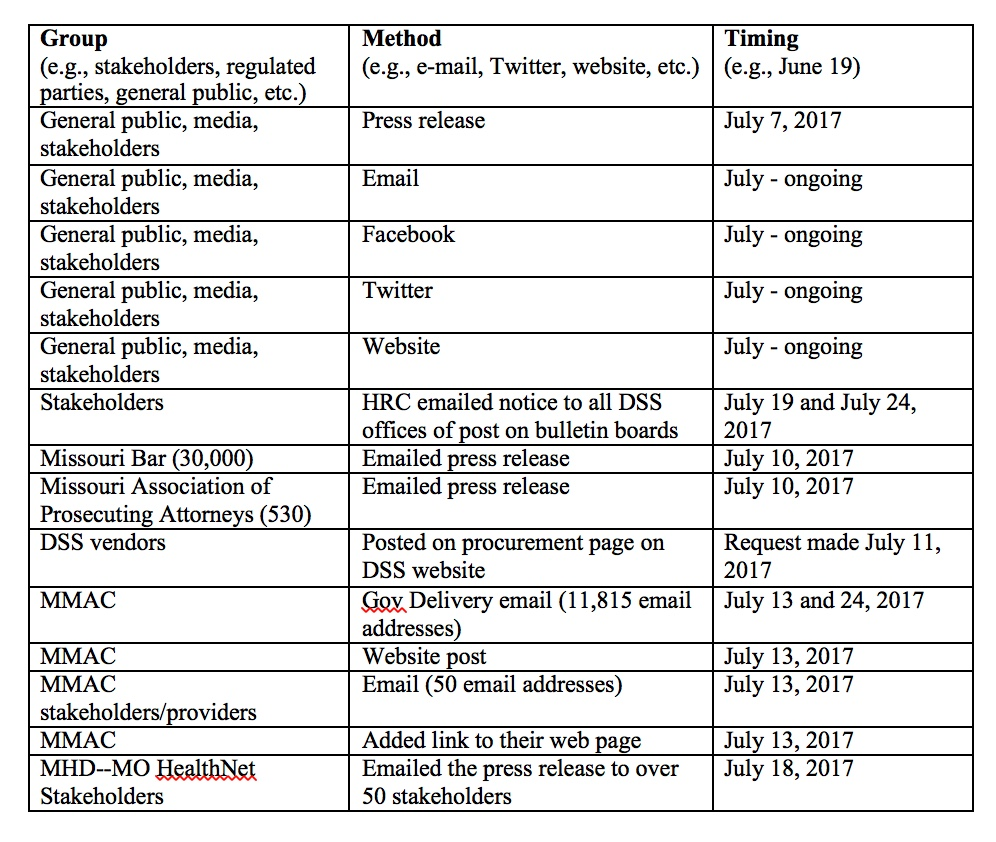 Group
(e.g., stakeholders, regulated
parties, general public, etc.)
Method
(e.g., e-mail, Twitter, website, etc.)
Timing
(e.g., June 19)
General public, media,
stakeholders
Press release
July 7, 2017
General public, media,
stakeholders
Email
July - ongoing
General public, media,
stakeholders
Facebook
July - ongoing
General public, media,
stakeholders
Twitter
July - ongoing
General public, media,
stakeholders
Website
July - ongoing
Stakeholders
HRC emailed notice to all DSS
offices of post on bulletin boards
July 19 and July 24,
2017
Missouri Bar (30,000)
Emailed press release
July 10, 2017
Missouri Association of
Prosecuting Attorneys (530)
Emailed press release
July 10, 2017
DSS vendors
Posted on procurement page on
DSS website
Request made July 11,
2017
MMAC
Gov Delivery email (11,815 email
addresses)
July 13 and 24, 2017
MMAC
Website post
July 13, 2017
MMAC
stakeholders/providers
Email (50 email addresses)
July 13, 2017
MMAC
Added link to their web page
July 13, 2017
MHD--MO HealthNet
Stakeholders
Emailed the press release to over
50 stakeholders
July 18, 2017